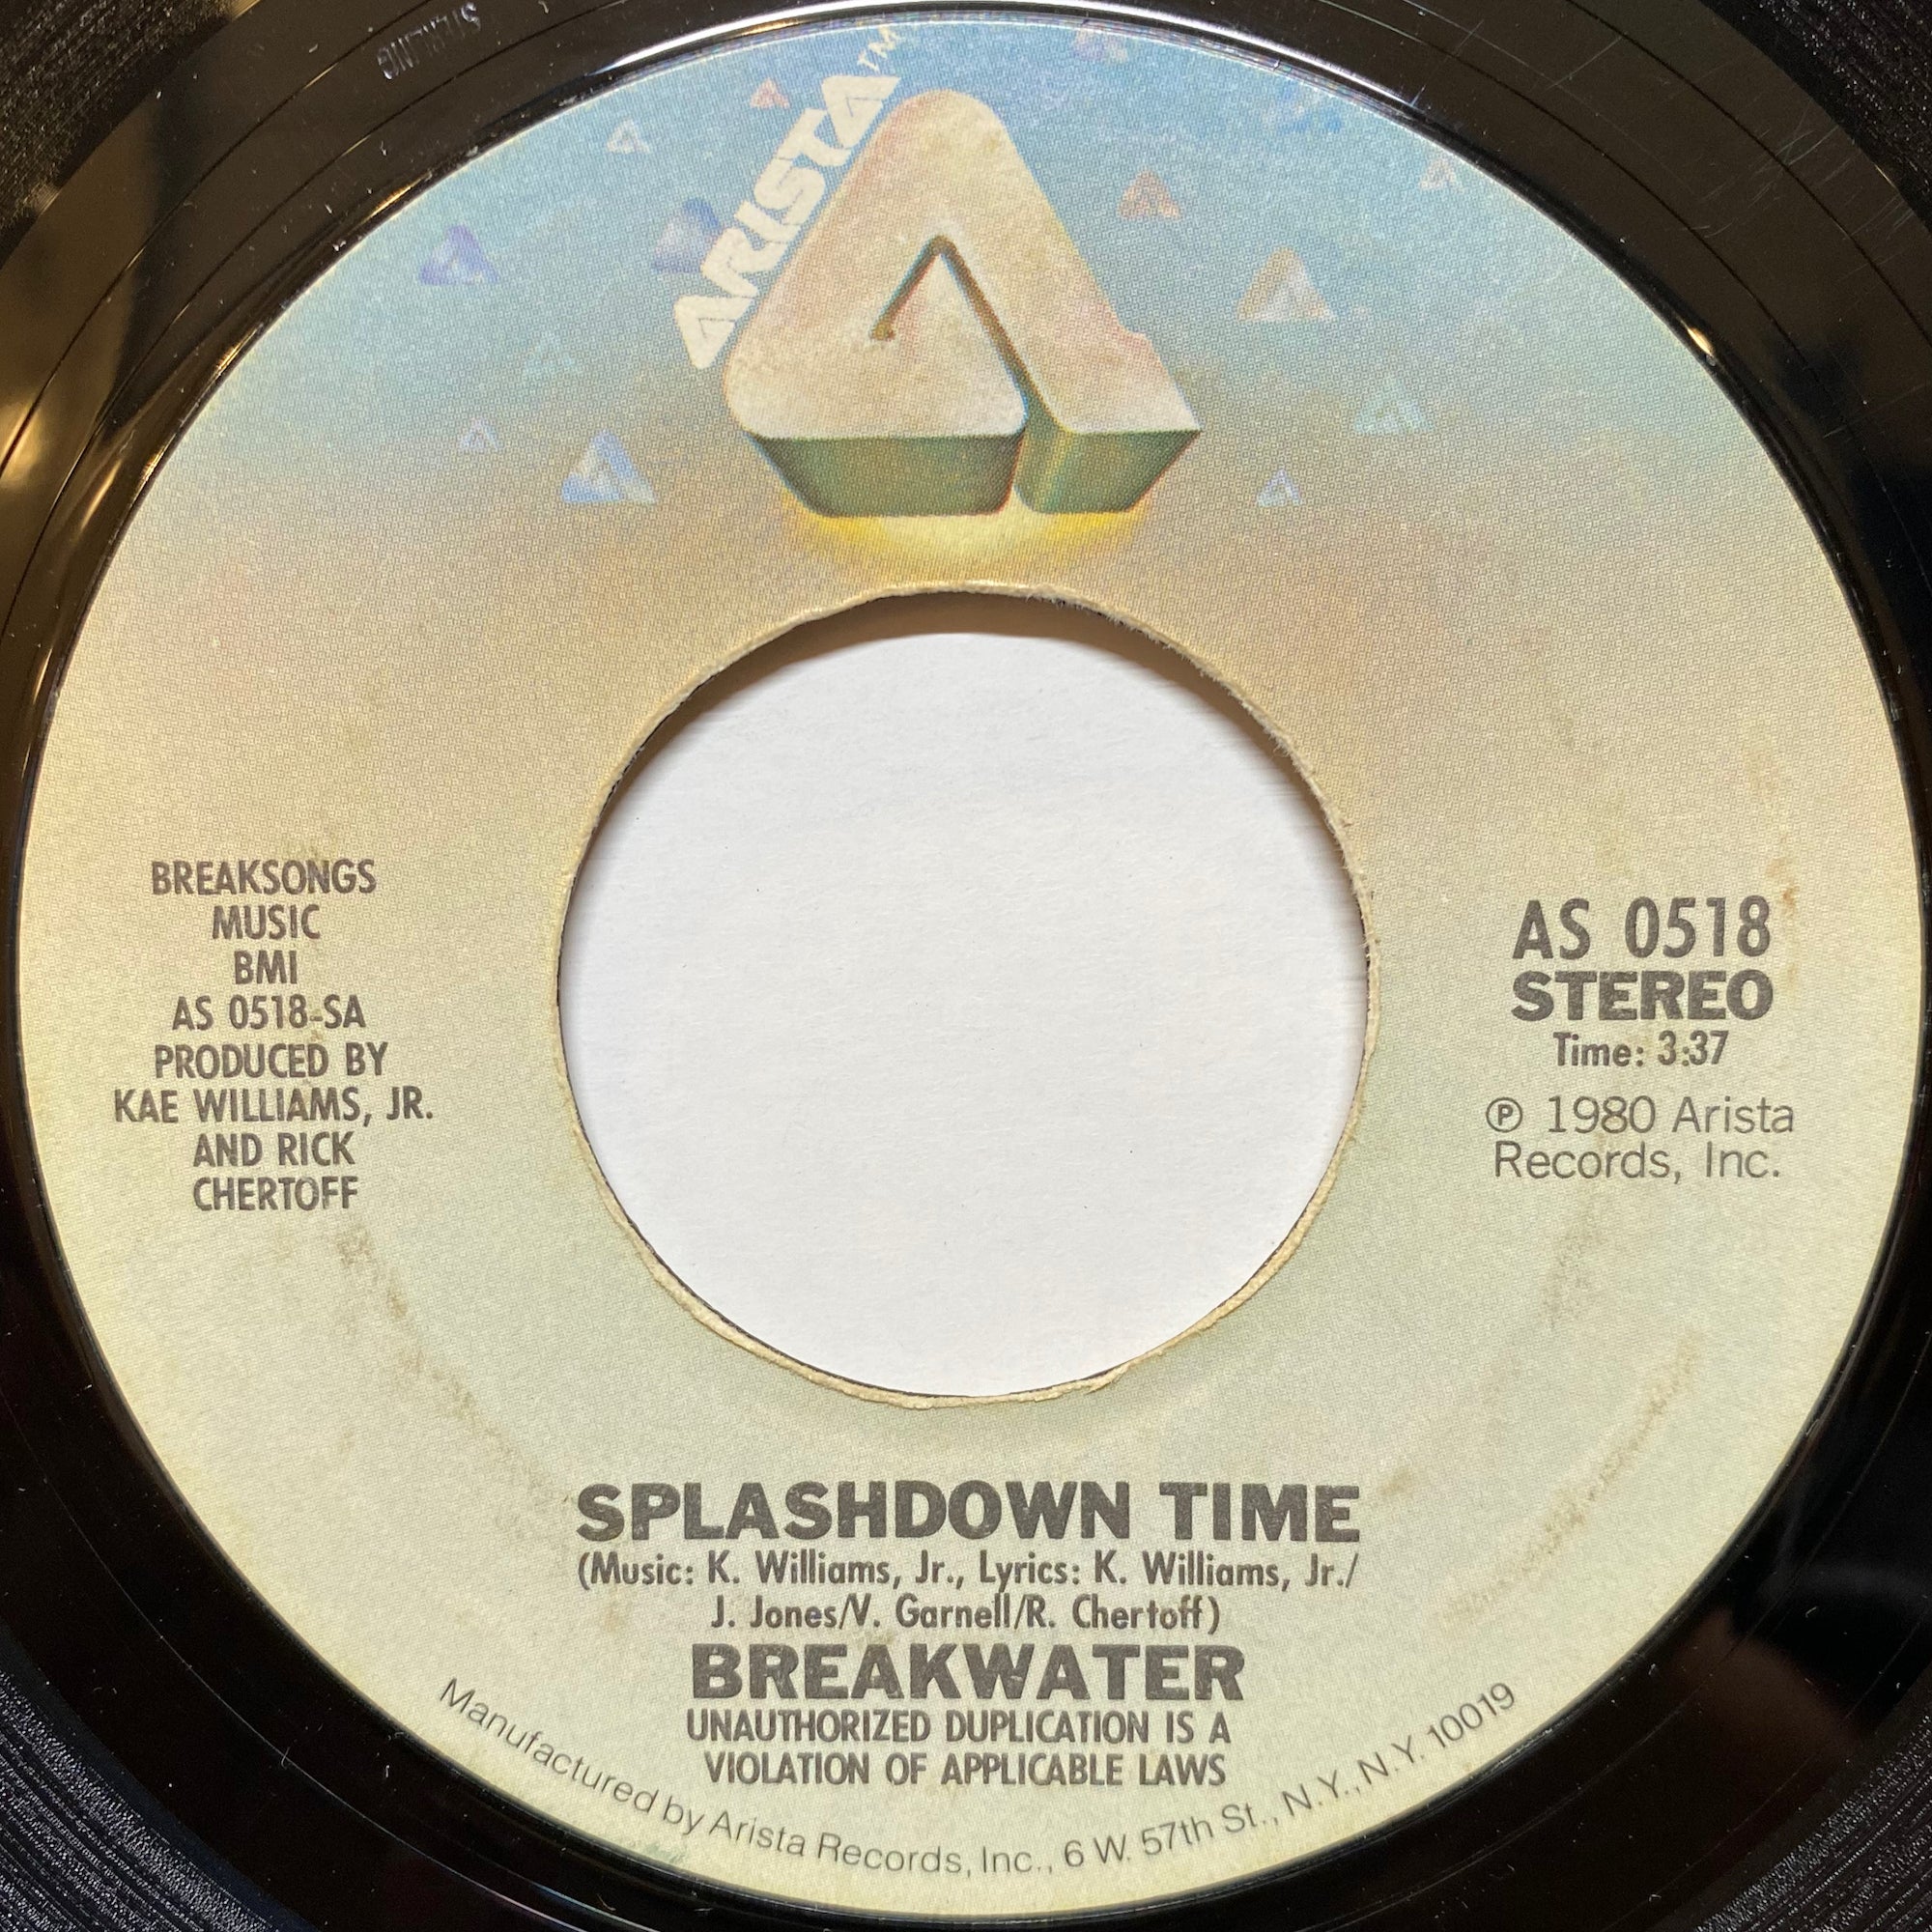 STERLING
ARISTA™
BREAKSONGS
MUSIC
BMI
AS 0518-SA
PRODUCED BY
KAE WILLIAMS, JR.
AND RICK
CHERTOFF
AS 0518
STEREO
Time: 3:37
℗ 1980 Arista
Records, Inc.
SPLASHDOWN TIME
(Music: K. Williams, Jr., Lyrics: K. Williams, Jr./
J. Jones/V. Garnell/R. Chertoff)
BREAKWATER
UNAUTHORIZED DUPLICATION IS A
VIOLATION OF APPLICABLE LAWS
Manufactured by Arista Records, Inc., 6 W. 57th St., N.Y., N.Y. 10019